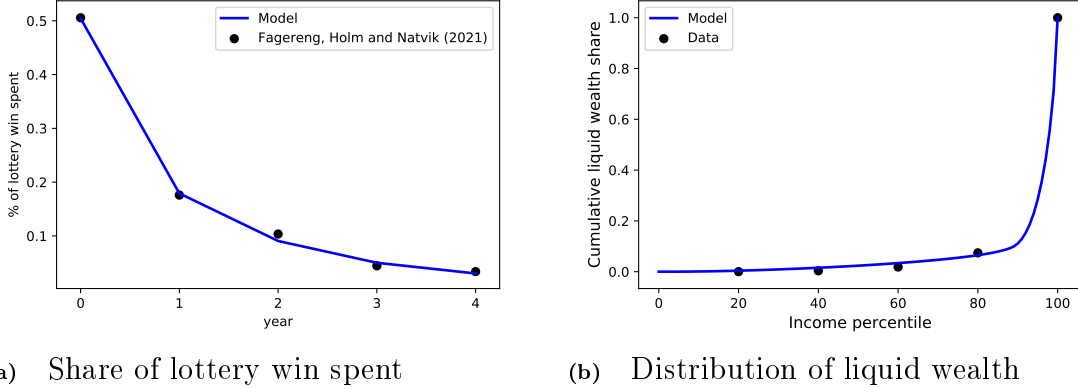 % of lottery win spent
0.5
0.4
0.3
0.2
0.1
Model
Fagereng, Holm and Natvik (2021)
0 1 2 3 4
year
a) Share of lottery win spent
Cumulative liquid wealth share
1.0
0.8
0.6
0.4
0.2
0.0
Model
Data
0 20 40 60 80 100
Income percentile
(b) Distribution of liquid wealth